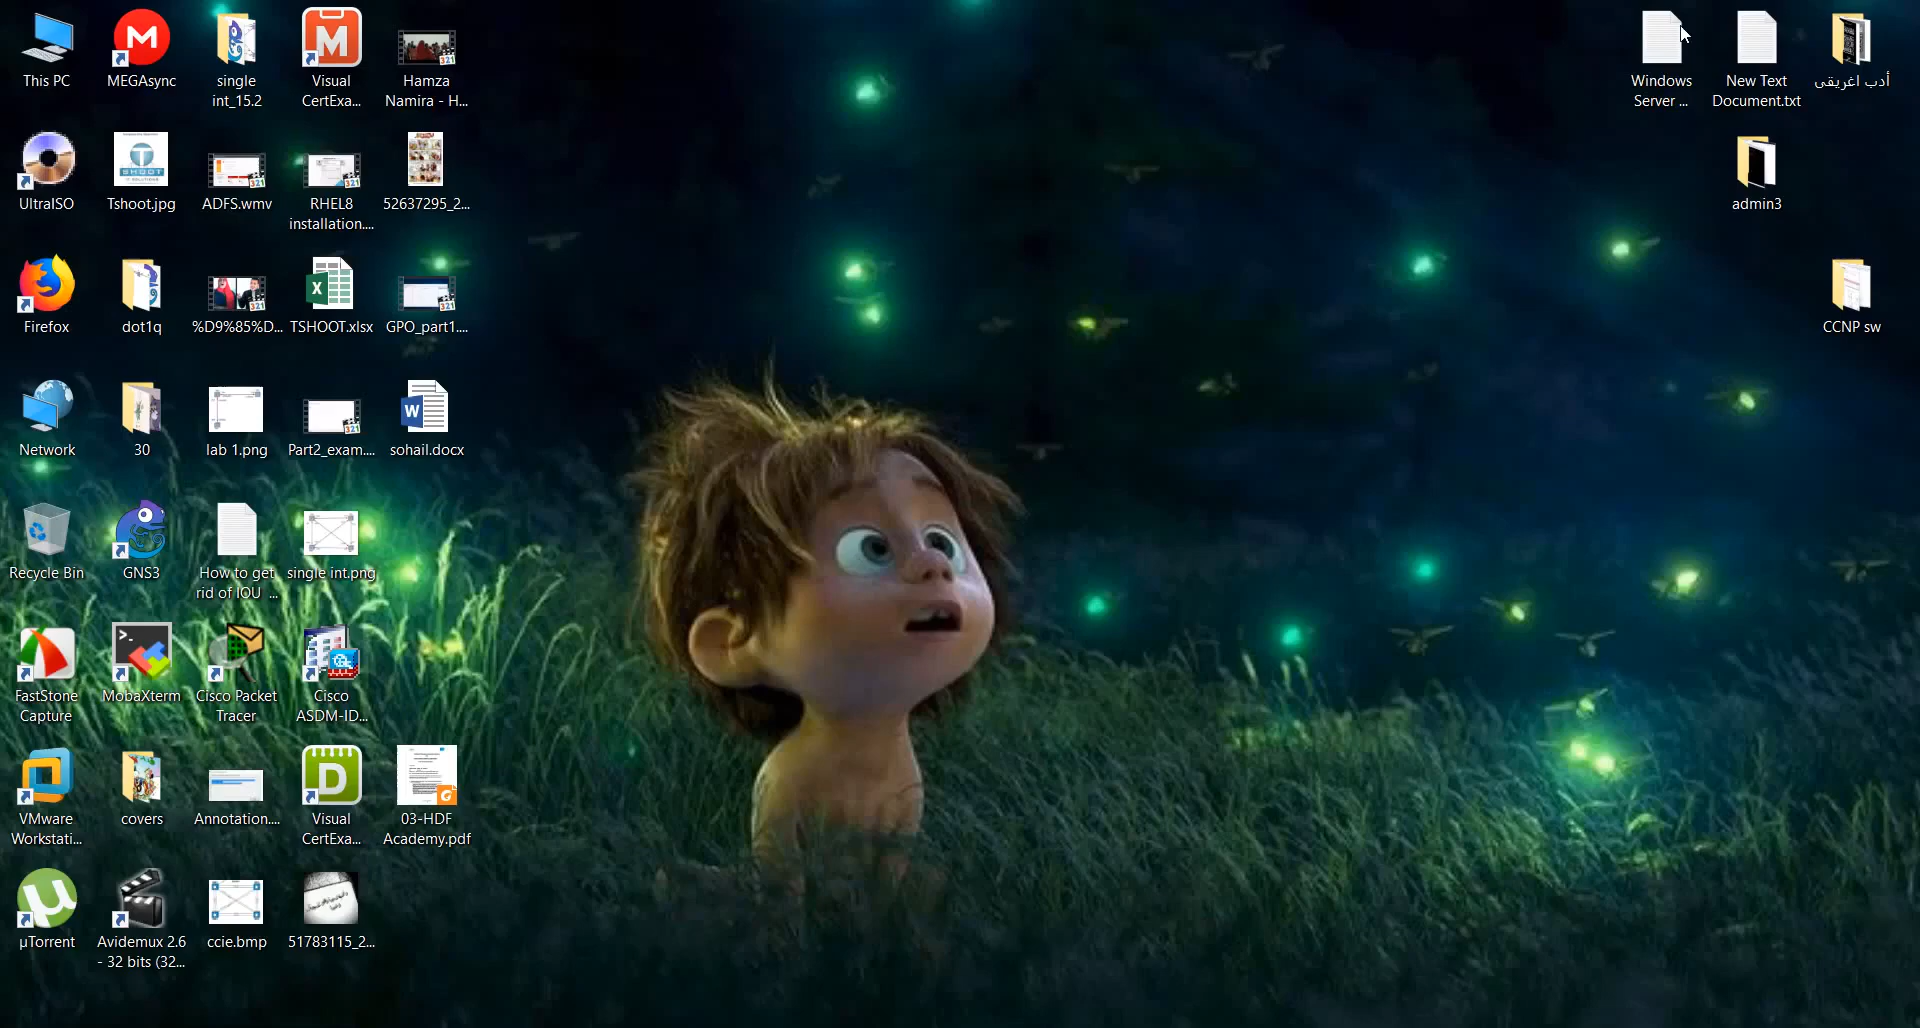 This PC
MEGAsync
single
int_15.2
Visual
CertExa...
Hamza
Namira - H...
Windows
Server ...
New Text
Document.txt
أدب اغريقى
UltraISO
Tshoot.jpg
ADFS.wmv
RHEL8
installation....
52637295_2...
admin3
Firefox
dot1q
%D9%85%D...
TSHOOT.xlsx
GPO_part1....
CCNP sw
Network
30
lab 1.png
Part2_exam....
sohail.docx
Recycle Bin
GNS3
How to get
rid of IOU ...
single int.png
FastStone
Capture
MobaXterm
Cisco Packet
Tracer
Cisco
ASDM-ID...
VMware
Workstati...
covers
Annotation....
Visual
CertExa...
03-HDF
Academy.pdf
µTorrent
Avidemux 2.6
- 32 bits (32...
ccie.bmp
51783115_2...